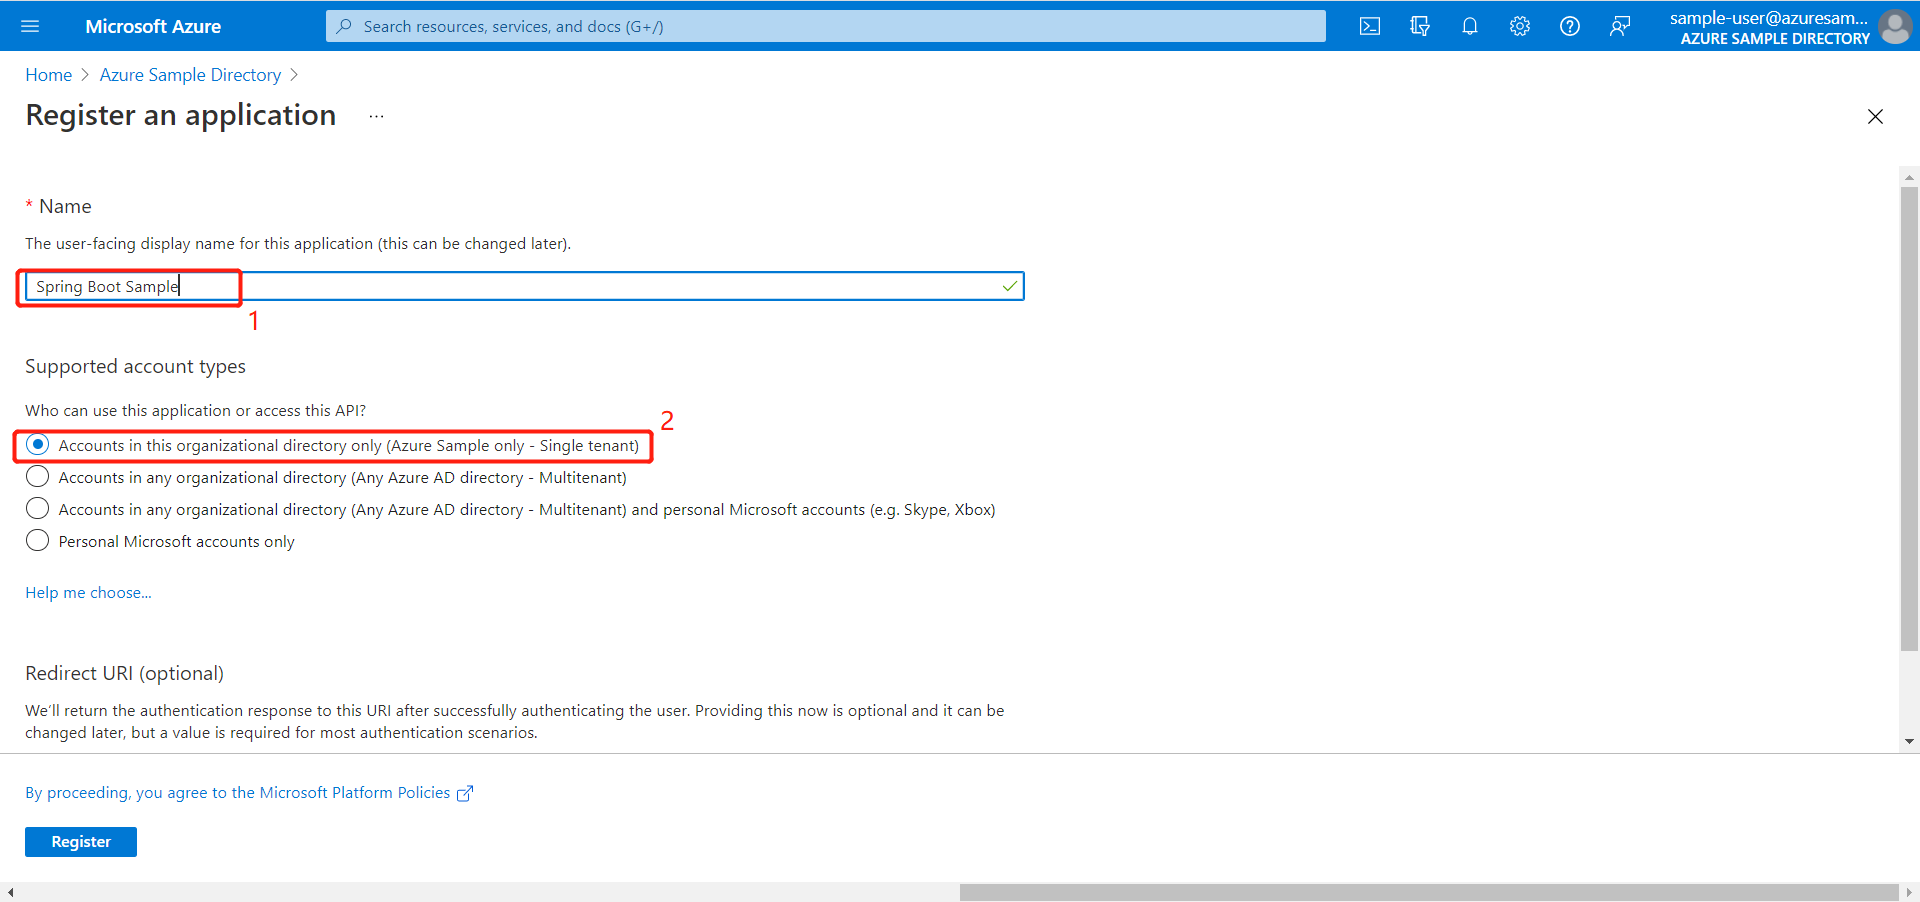 Microsoft Azure
Search resources, services, and docs (G+/)
sample-user@azuresam...
AZURE SAMPLE DIRECTORY
Home > Azure Sample Directory >
Register an application ...
* Name
The user-facing display name for this application (this can be changed later).
Spring Boot Sample
1
Supported account types
Who can use this application or access this API?
2
Accounts in this organizational directory only (Azure Sample only - Single tenant)
Accounts in any organizational directory (Any Azure AD directory - Multitenant)
Accounts in any organizational directory (Any Azure AD directory - Multitenant) and personal Microsoft accounts (e.g. Skype, Xbox)
Personal Microsoft accounts only
Help me choose...
Redirect URI (optional)
We'll return the authentication response to this URI after successfully authenticating the user. Providing this now is optional and it can be
changed later, but a value is required for most authentication scenarios.
By proceeding, you agree to the Microsoft Platform Policies
Register